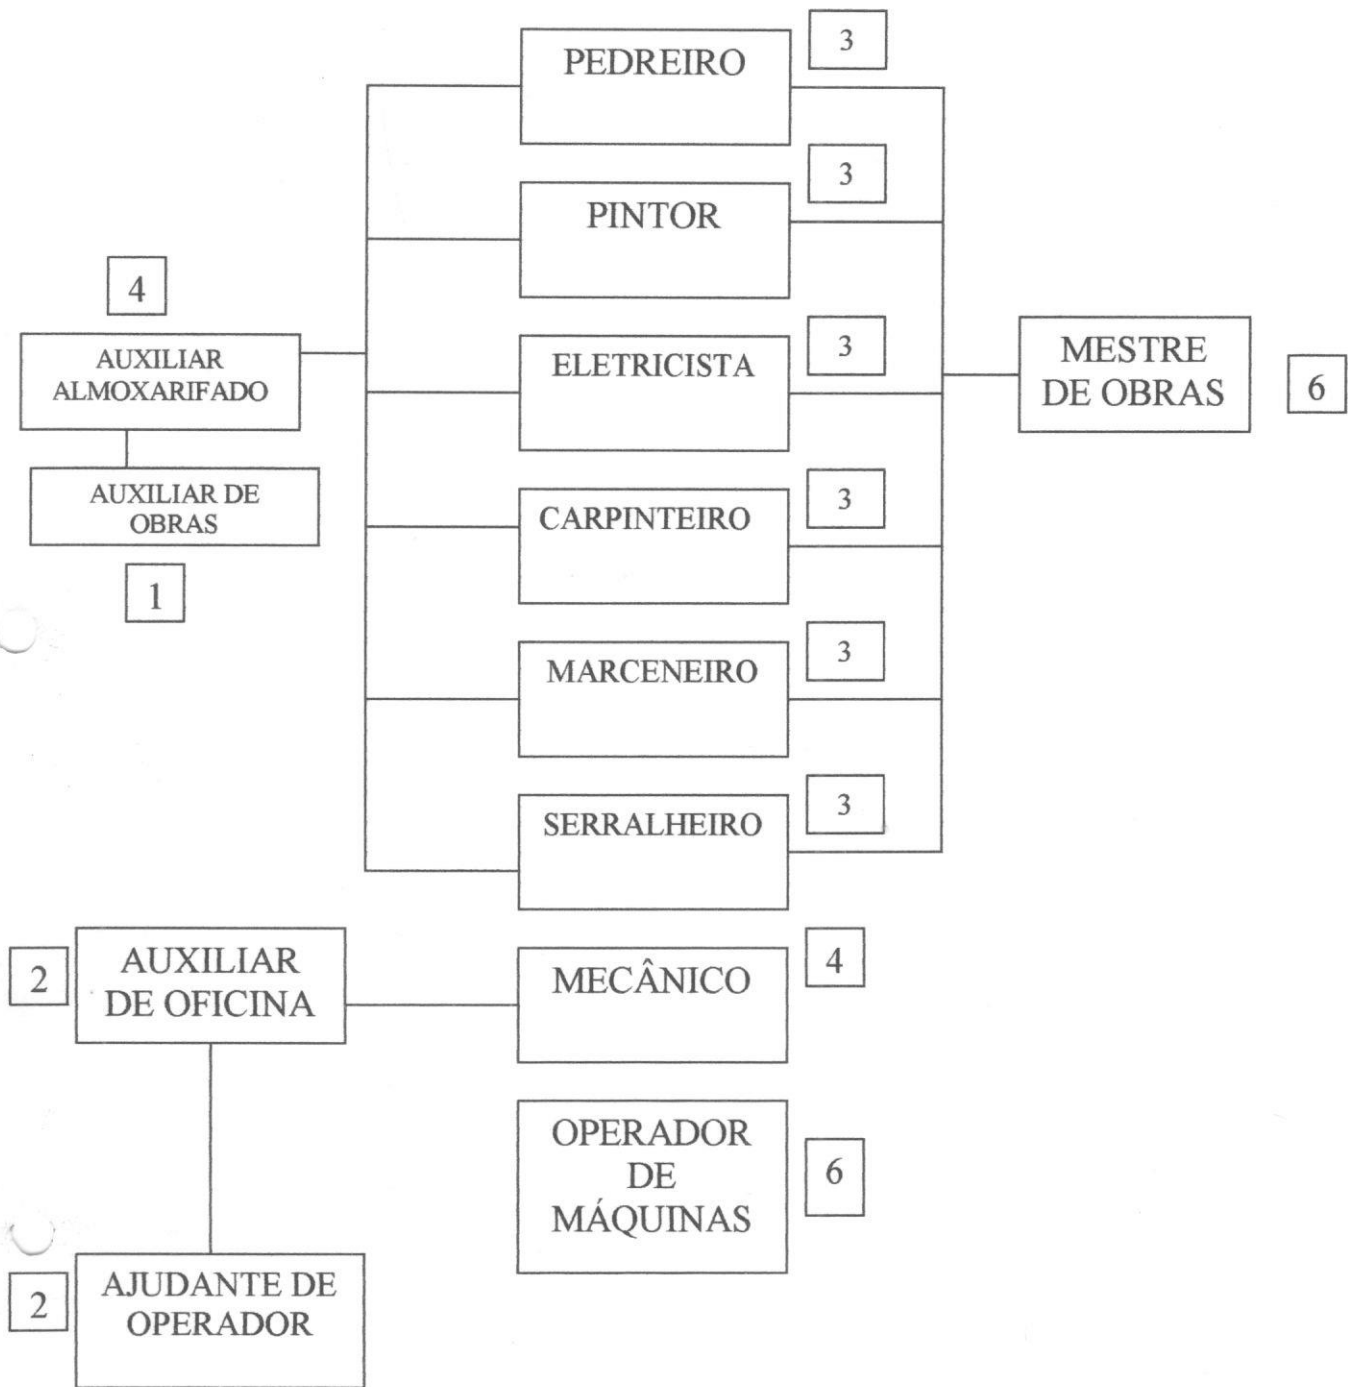 3
PEDREIRO
3
PINTOR
4
AUXILIAR
ALMOXARIFADO
AUXILIAR DE
OBRAS
1
3
ELETRICISTA
MESTRE
DE OBRAS
6
3
CARPINTEIRO
3
MARCENEIRO
3
SERRALHEIRO
2
AUXILIAR
DE OFICINA
MECÂNICO
4
OPERADOR
DE
MÁQUINAS
6
2
AJUDANTE DE
OPERADOR